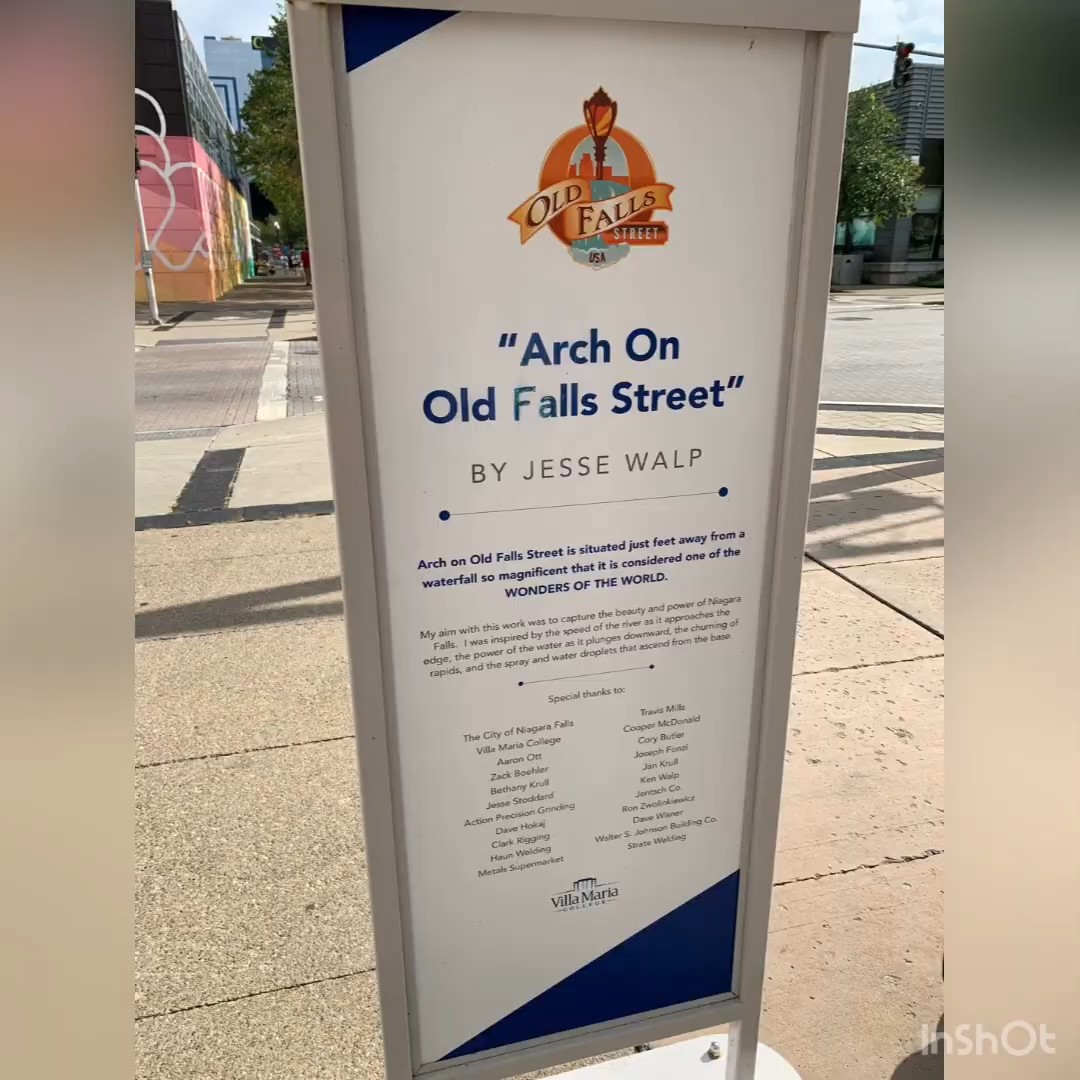 OLD FALLS
STREET
USA
“Arch On
Old Falls Street”
BY JESSE WALP
Arch on Old Falls Street is situated just feet away from a
waterfall so magnificent that it is considered one of the
WONDERS OF THE WORLD.
My aim with this work was to capture the beauty and power of Niagara
Falls. I was inspired by the speed of the river as it approaches the
edge, the power of the water as it plunges downward, the churning of
rapids, and the spray and water droplets that ascend from the base.
Special thanks to:
The City of Niagara Falls
Villa Maria College
Aaron Ott
Zack Boehler
Bethany Krull
Jesse Stoddard
Action Precision Grinding
Dave Hokaj
Clark Rigging
Haun Welding
Metals Supermarket
Travis Mills
Cooper McDonald
Cory Butler
Joseph Fonzi
Jan Krull
Ken Walp
Jentsch Co.
Ron Zwolinkiewicz
Dave Wisner
Walter S. Johnson Building Co.
Strate Welding
Villa Maria
COLLEGE
InShOt